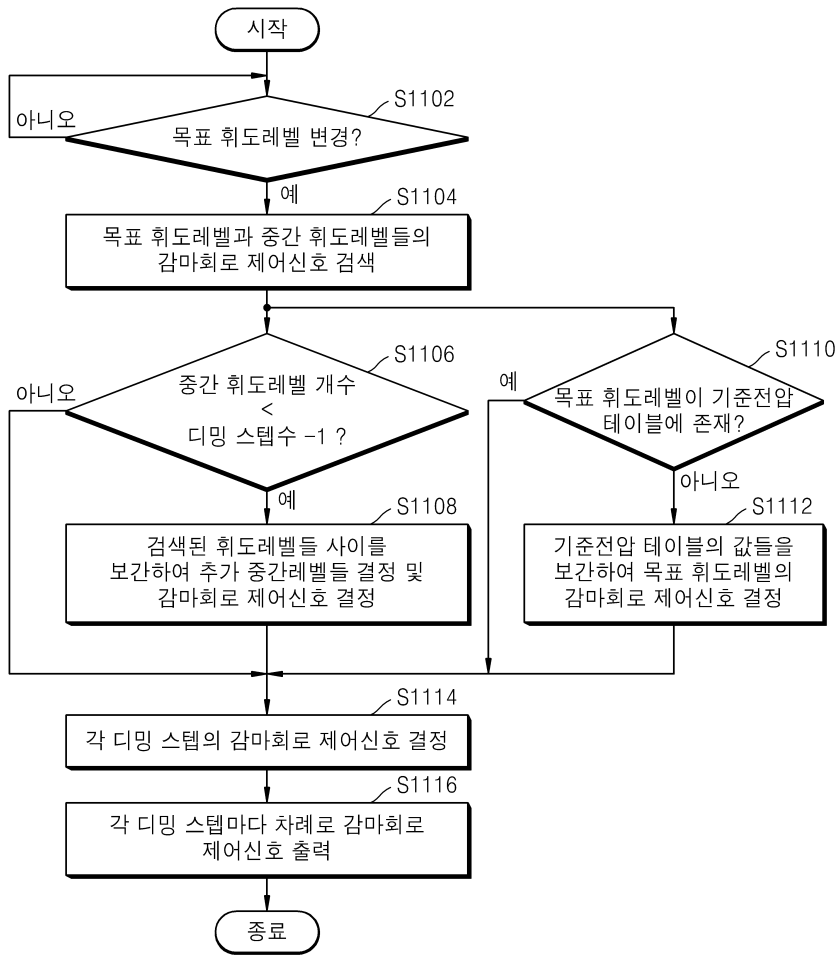 시작
S1102
아니오
목표 휘도레벨 변경?
예
S1104
목표 휘도레벨과 중간 휘도레벨들의
감마회로 제어신호 검색
S1106
아니오
중간 휘도레벨 개수
<
디밍 스텝수 -1 ?
예
S1110
예
목표 휘도레벨이 기준전압
테이블에 존재?
아니오
S1108
검색된 휘도레벨들 사이를
보간하여 추가 중간레벨들 결정 및
감마회로 제어신호 결정
S1112
기준전압 테이블의 값들을
보간하여 목표 휘도레벨의
감마회로 제어신호 결정
S1114
각 디밍 스텝의 감마회로 제어신호 결정
S1116
각 디밍 스텝마다 차례로 감마회로
제어신호 출력
종료